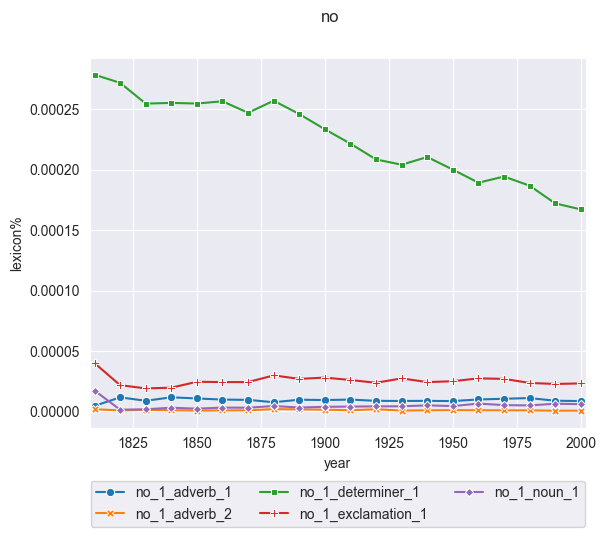 no
0.00025
0.00020
0.00015
0.00010
0.00005
0.00000
lexicon%
1825 1850 1875 1900 1925 1950 1975 2000
year
no_1_adverb_1 no_1_determiner_1 no_1_noun_1
no_1_adverb_2 no_1_exclamation_1